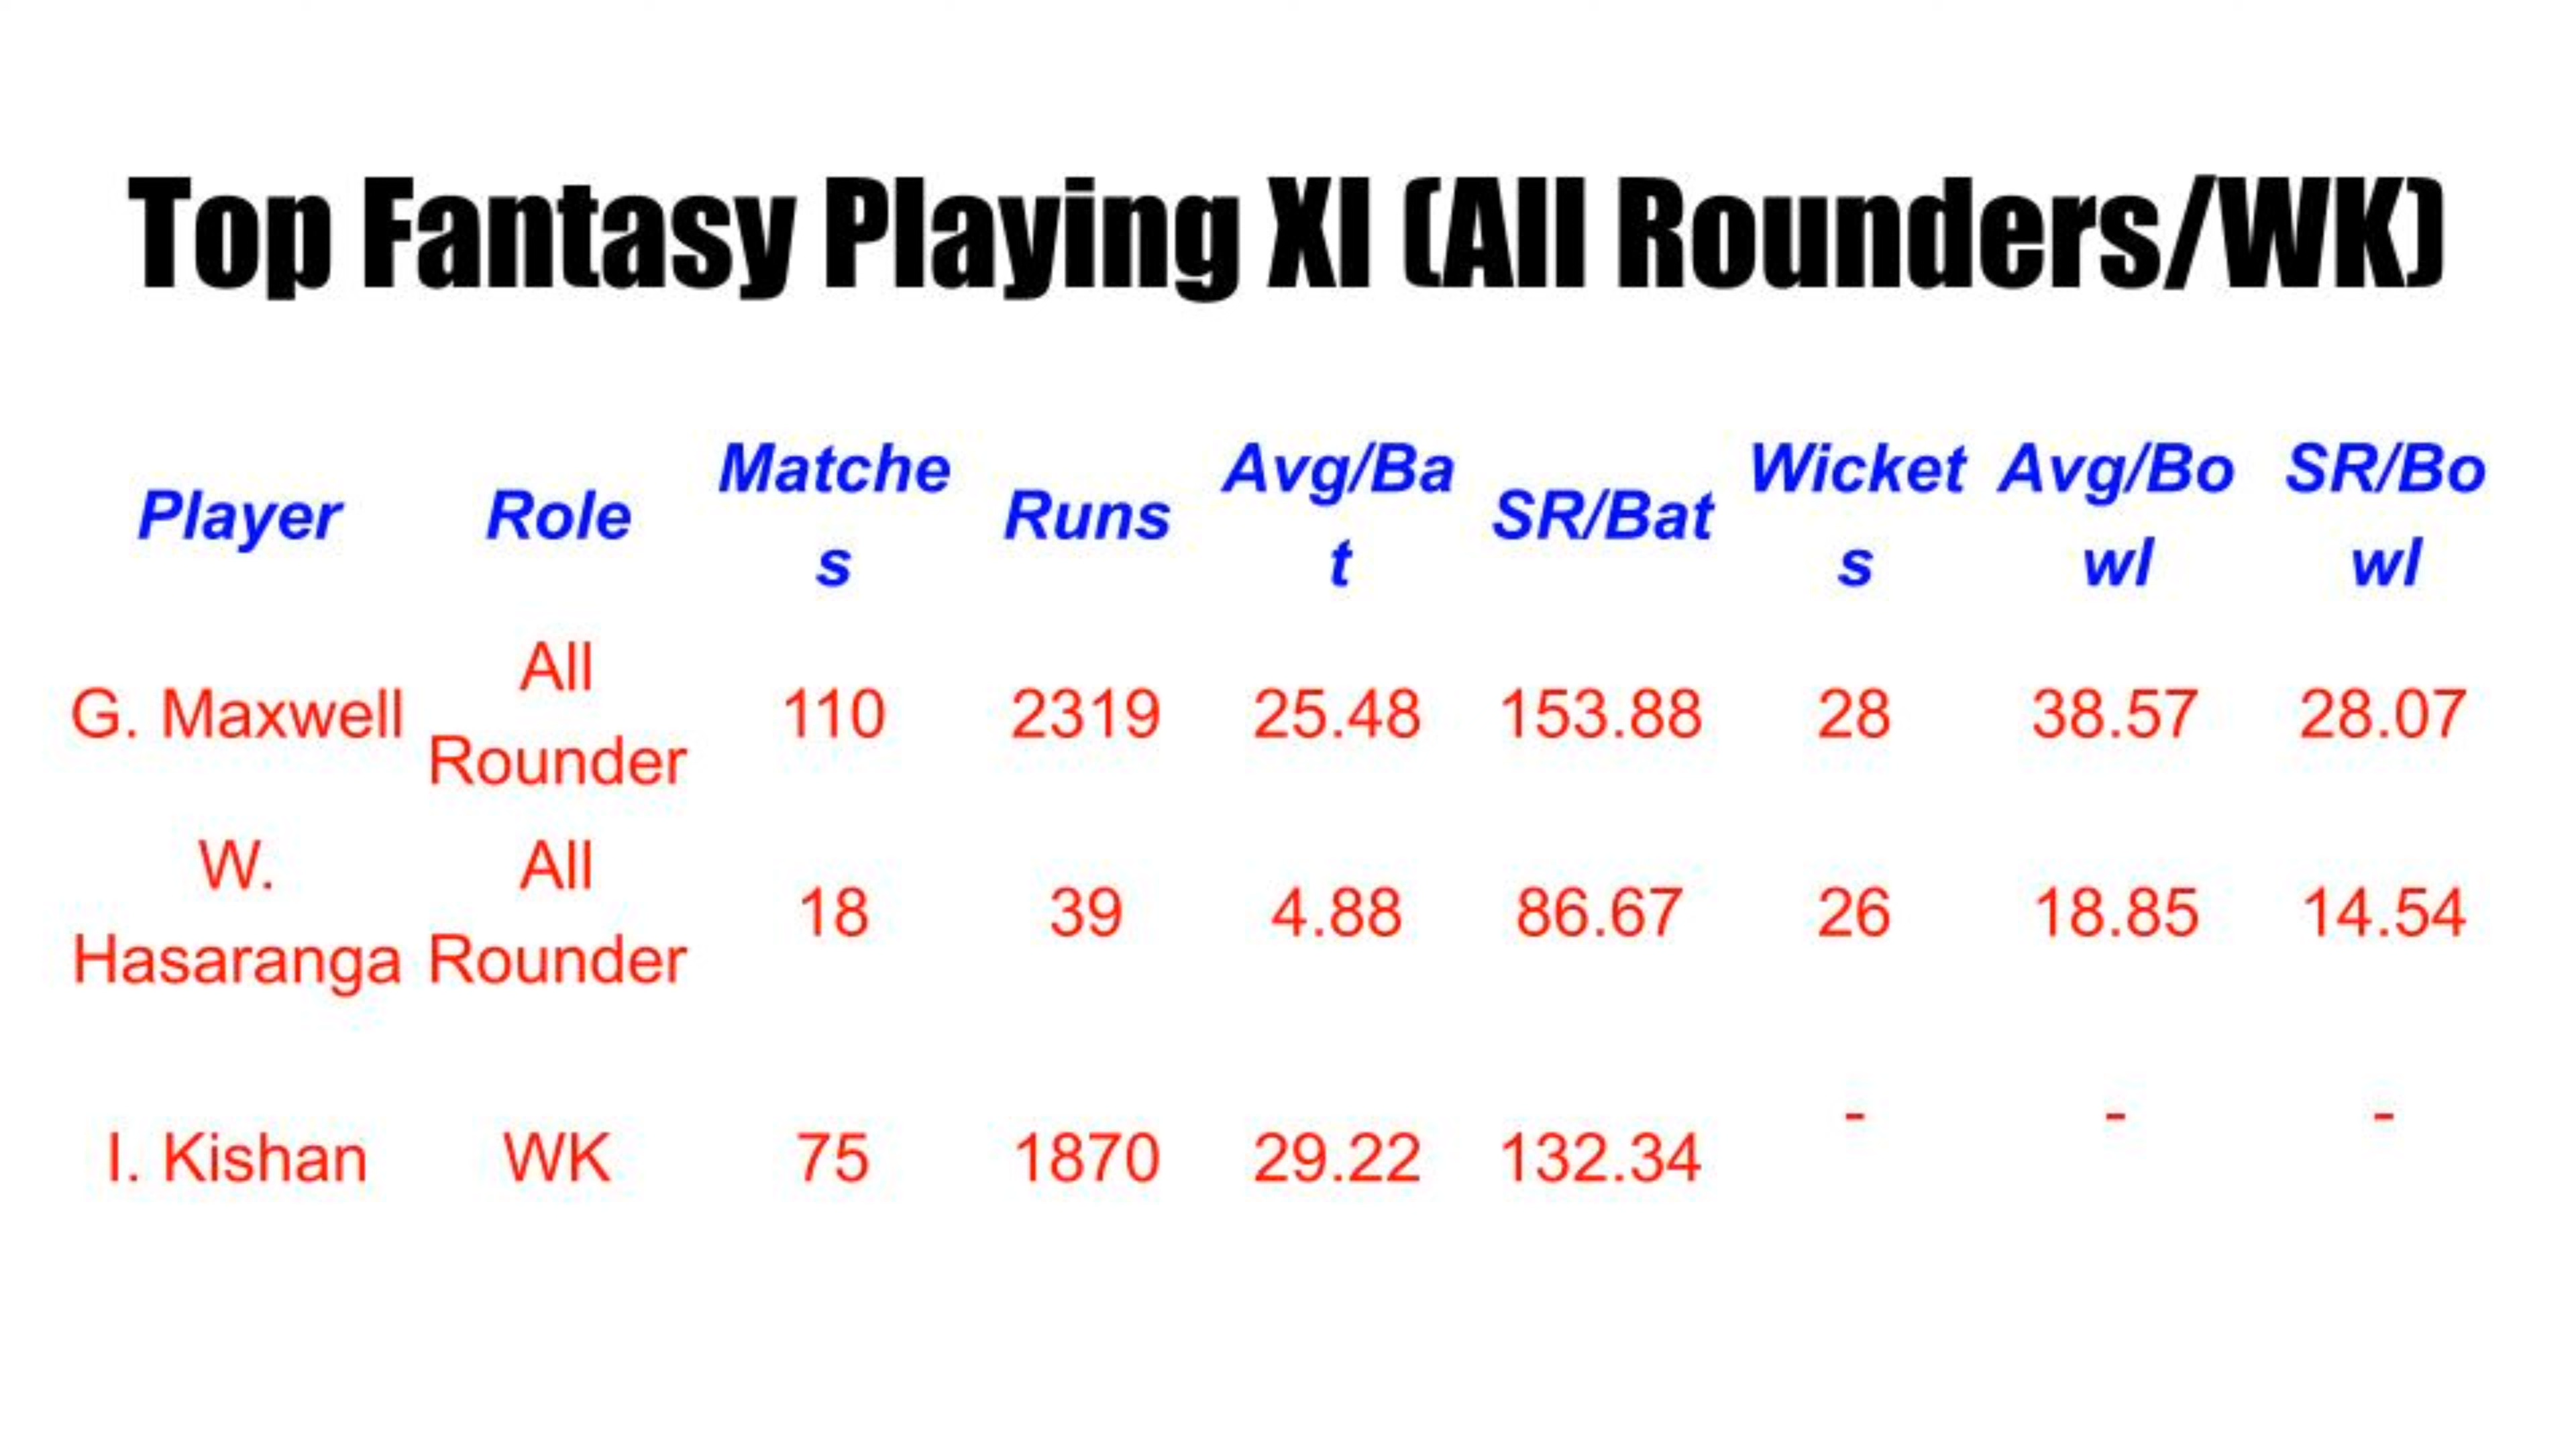 Top Fantasy Playing XI (All Rounders/WK)
Player Role Matche
s Runs Avg/Ba
t SR/Bat Wicket
s Avg/Bo
wl SR/Bo
wl
G. Maxwell All
Rounder 110 2319 25.48 153.88 28 38.57 28.07
W.
Hasaranga All
Rounder 18 39 4.88 86.67 26 18.85 14.54
I. Kishan WK 75 1870 29.22 132.34 - - -